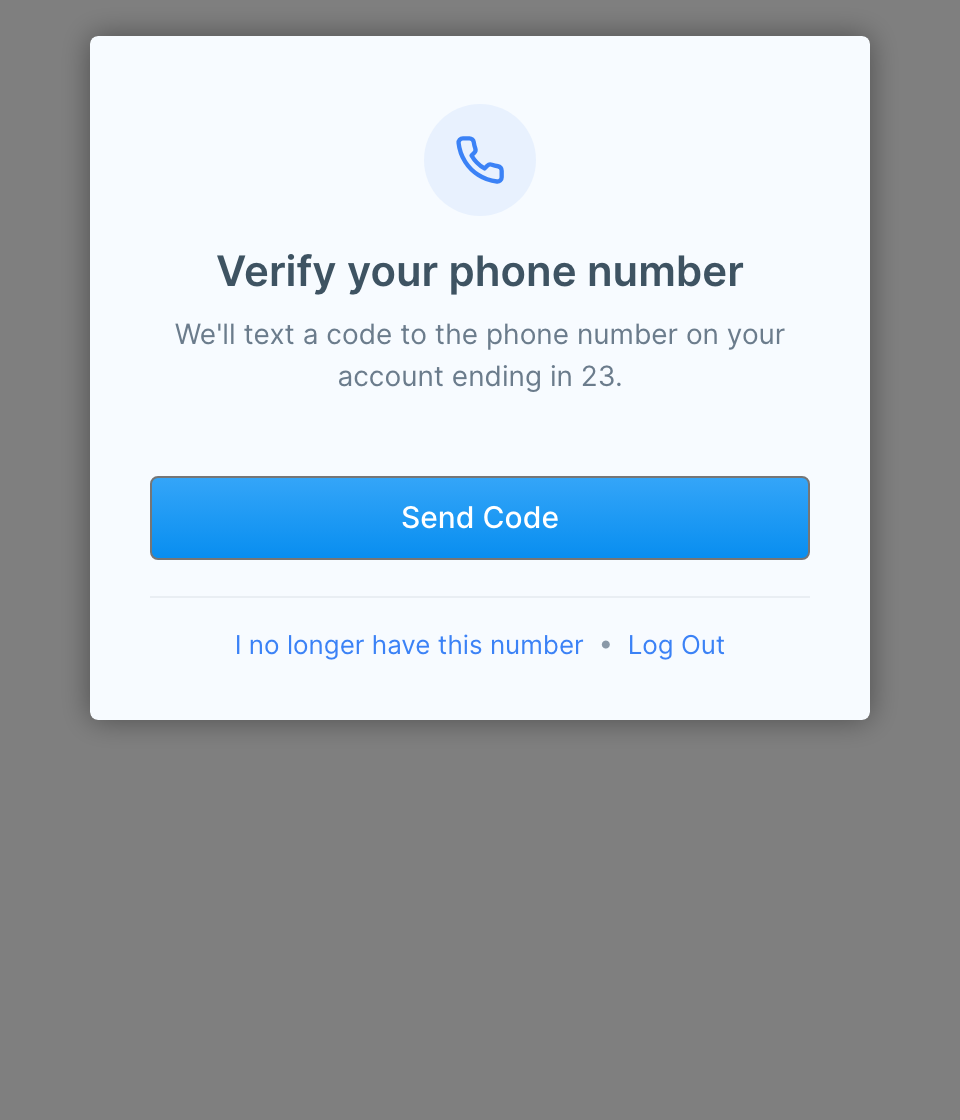 Verify your phone number
We'll text a code to the phone number on your
account ending in 23.
Send Code
I no longer have this number • Log Out